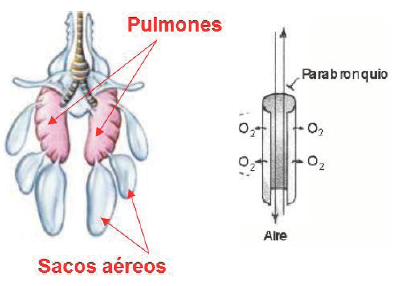 Pulmones
Parabronquio
O2 O2
O2 O2
Aire
Sacos aéreos